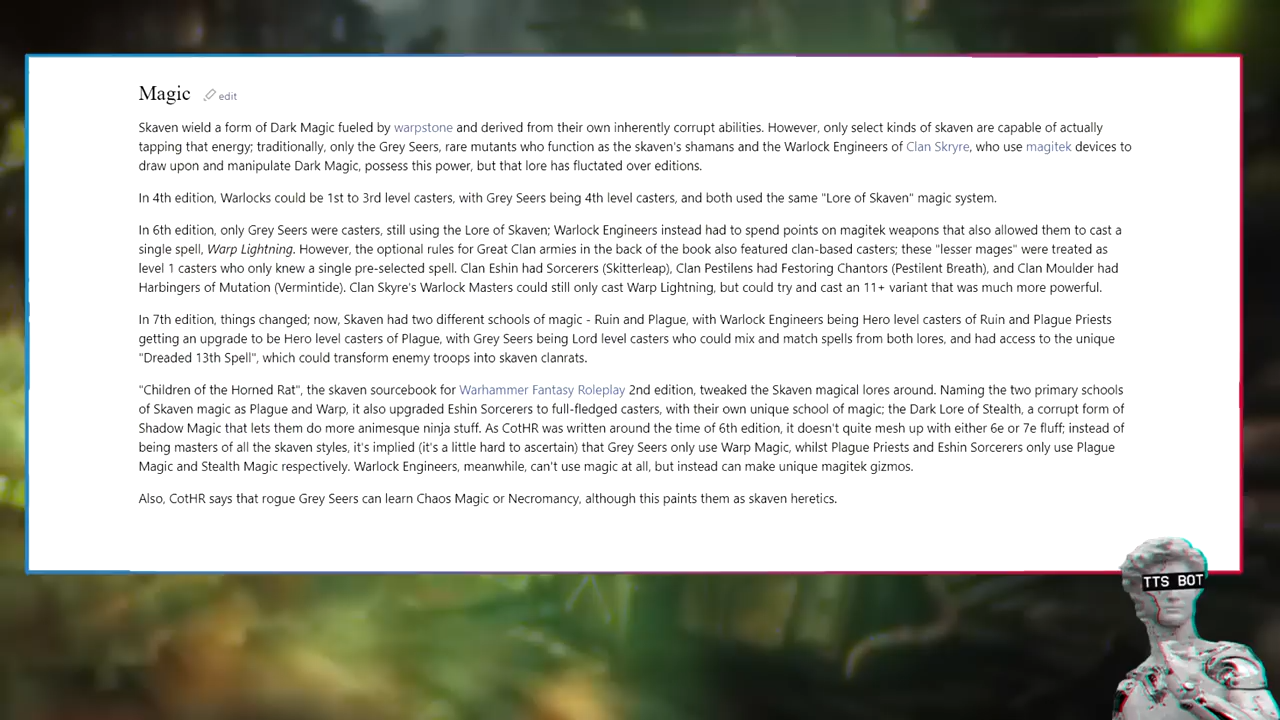 Magic edit
Skaven wield a form of Dark Magic fueled by warpstone and derived from their own inherently corrupt abilities. However, only select kinds of skaven are capable of actually
tapping that energy; traditionally, only the Grey Seers, rare mutants who function as the skaven's shamans and the Warlock Engineers of Clan Skryre, who use magitek devices to
draw upon and manipulate Dark Magic, possess this power, but that lore has fluctated over editions.
In 4th edition, Warlocks could be 1st to 3rd level casters, with Grey Seers being 4th level casters, and both used the same "Lore of Skaven" magic system.
In 6th edition, only Grey Seers were casters, still using the Lore of Skaven; Warlock Engineers instead had to spend points on magitek weapons that also allowed them to cast a
single spell, Warp Lightning. However, the optional rules for Great Clan armies in the back of the book also featured clan-based casters; these "lesser mages" were treated as
level 1 casters who only knew a single pre-selected spell. Clan Eshin had Sorcerers (Skitterleap), Clan Pestilens had Festoring Chantors (Pestilent Breath), and Clan Moulder had
Harbingers of Mutation (Vermintide). Clan Skyre's Warlock Masters could still only cast Warp Lightning, but could try and cast an 11+ variant that was much more powerful.
In 7th edition, things changed; now, Skaven had two different schools of magic - Ruin and Plague, with Warlock Engineers being Hero level casters of Ruin and Plague Priests
getting an upgrade to be Hero level casters of Plague, with Grey Seers being Lord level casters who could mix and match spells from both lores, and had access to the unique
"Dreaded 13th Spell", which could transform enemy troops into skaven clanrats.
"Children of the Horned Rat", the skaven sourcebook for Warhammer Fantasy Roleplay 2nd edition, tweaked the Skaven magical lores around. Naming the two primary schools
of Skaven magic as Plague and Warp, it also upgraded Eshin Sorcerers to full-fledged casters, with their own unique school of magic; the Dark Lore of Stealth, a corrupt form of
Shadow Magic that lets them do more animesque ninja stuff. As CotHR was written around the time of 6th edition, it doesn't quite mesh up with either 6e or 7e fluff; instead of
being masters of all the skaven styles, it's implied (it's a little hard to ascertain) that Grey Seers only use Warp Magic, whilst Plague Priests and Eshin Sorcerers only use Plague
Magic and Stealth Magic respectively. Warlock Engineers, meanwhile, can't use magic at all, but instead can make unique magitek gizmos.
Also, CotHR says that rogue Grey Seers can learn Chaos Magic or Necromancy, although this paints them as skaven heretics.
TTS BOT